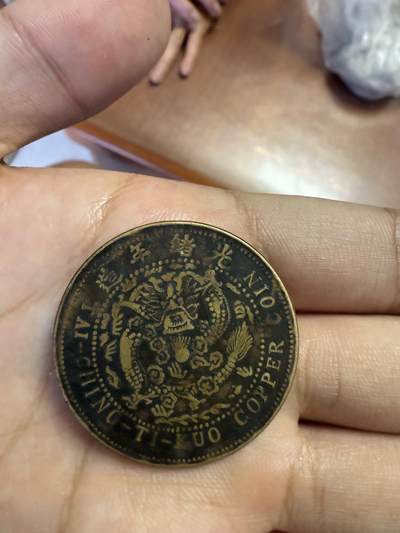 光緒年造
TAI-CHING-TI-KUO COPPER COIN